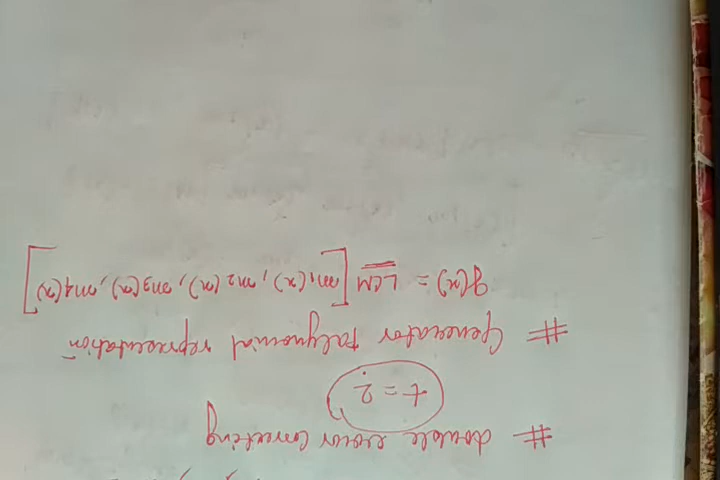 # double error correcting
t = 2
# Generator polynomial representation
g(x) = LCM [m1(x), m2(x), m3(x), m4(x)]